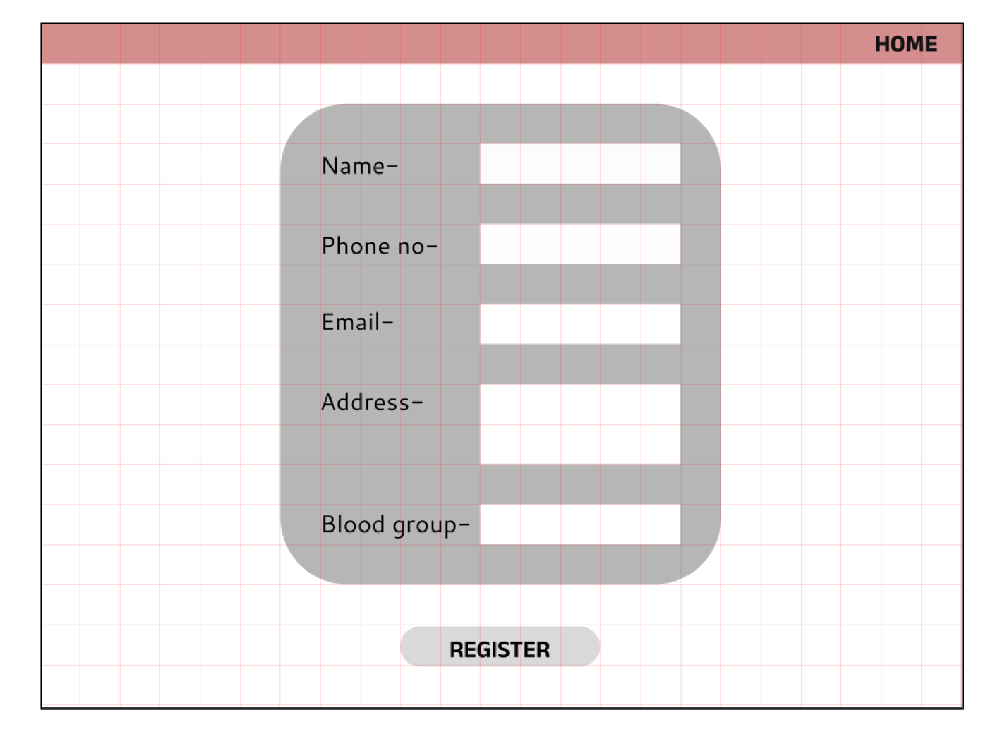 HOME
Name-
Phone no-
Email-
Address-
Blood group-
REGISTER